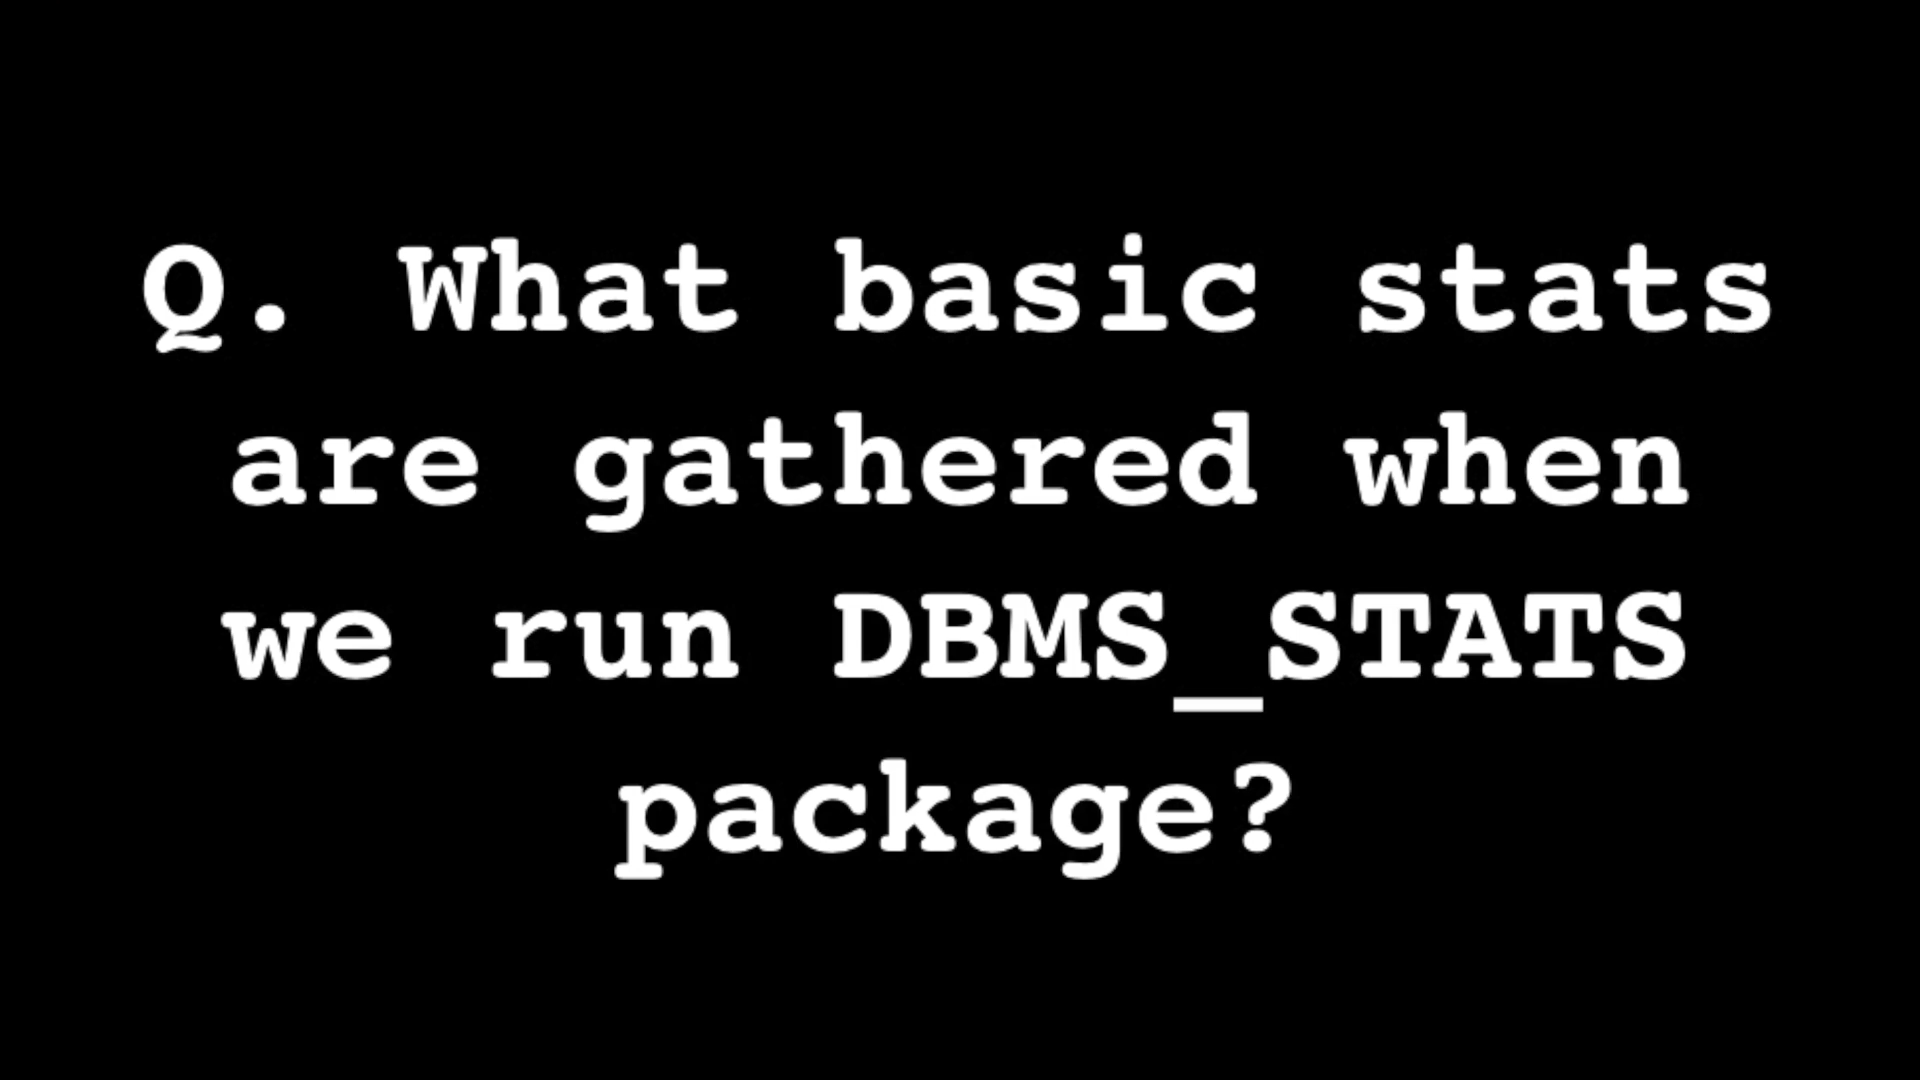 Q. What basic stats
are gathered when
we run DBMS_STATS
package?